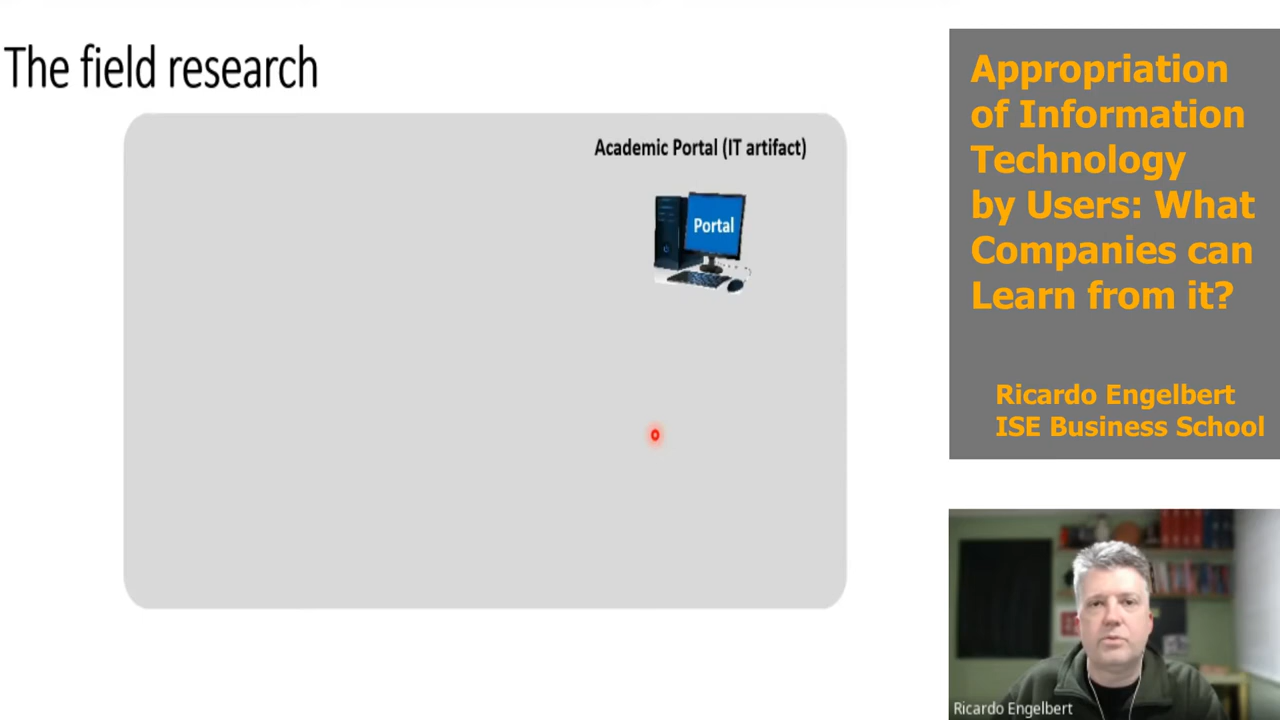 The field research
Academic Portal (IT artifact)
Portal
Appropriation
of Information
Technology
by Users: What
Companies can
Learn from it?
Ricardo Engelbert
ISE Business School
Ricardo Engelbert